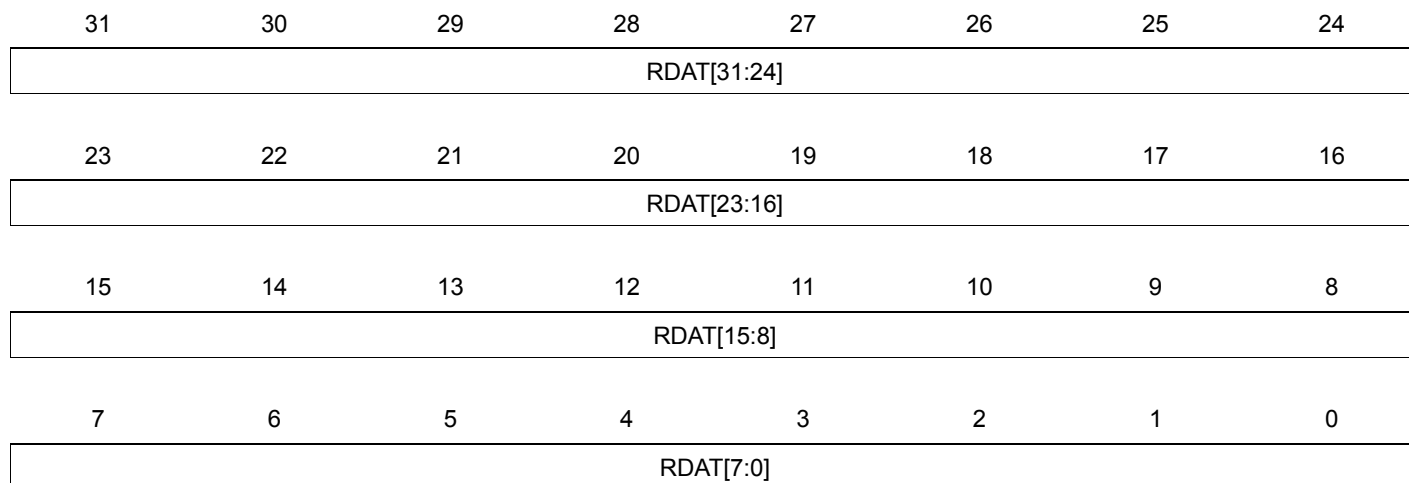 31 30 29 28 27 26 25 24
RDAT[31:24]
23 22 21 20 19 18 17 16
RDAT[23:16]
15 14 13 12 11 10 9 8
RDAT[15:8]
7 6 5 4 3 2 1 0
RDAT[7:0]